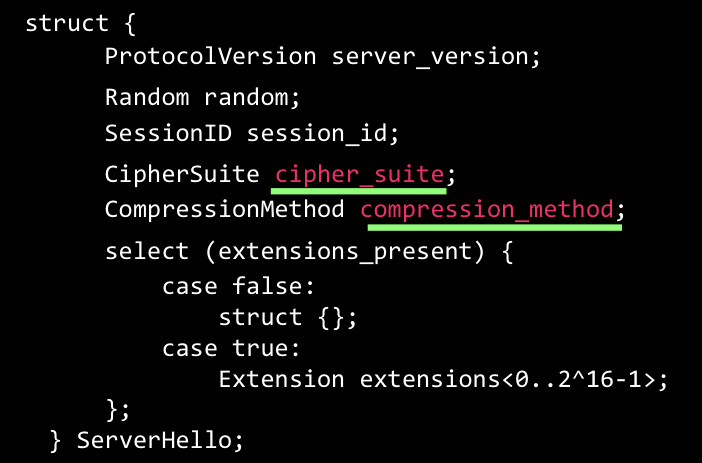 struct {
ProtocolVersion server_version;
Random random;
SessionID session_id;
CipherSuite cipher_suite;
CompressionMethod compression_method;
select (extensions_present) {
case false:
struct {};
case true:
Extension extensions<0..2^16-1>;
};
} ServerHello;